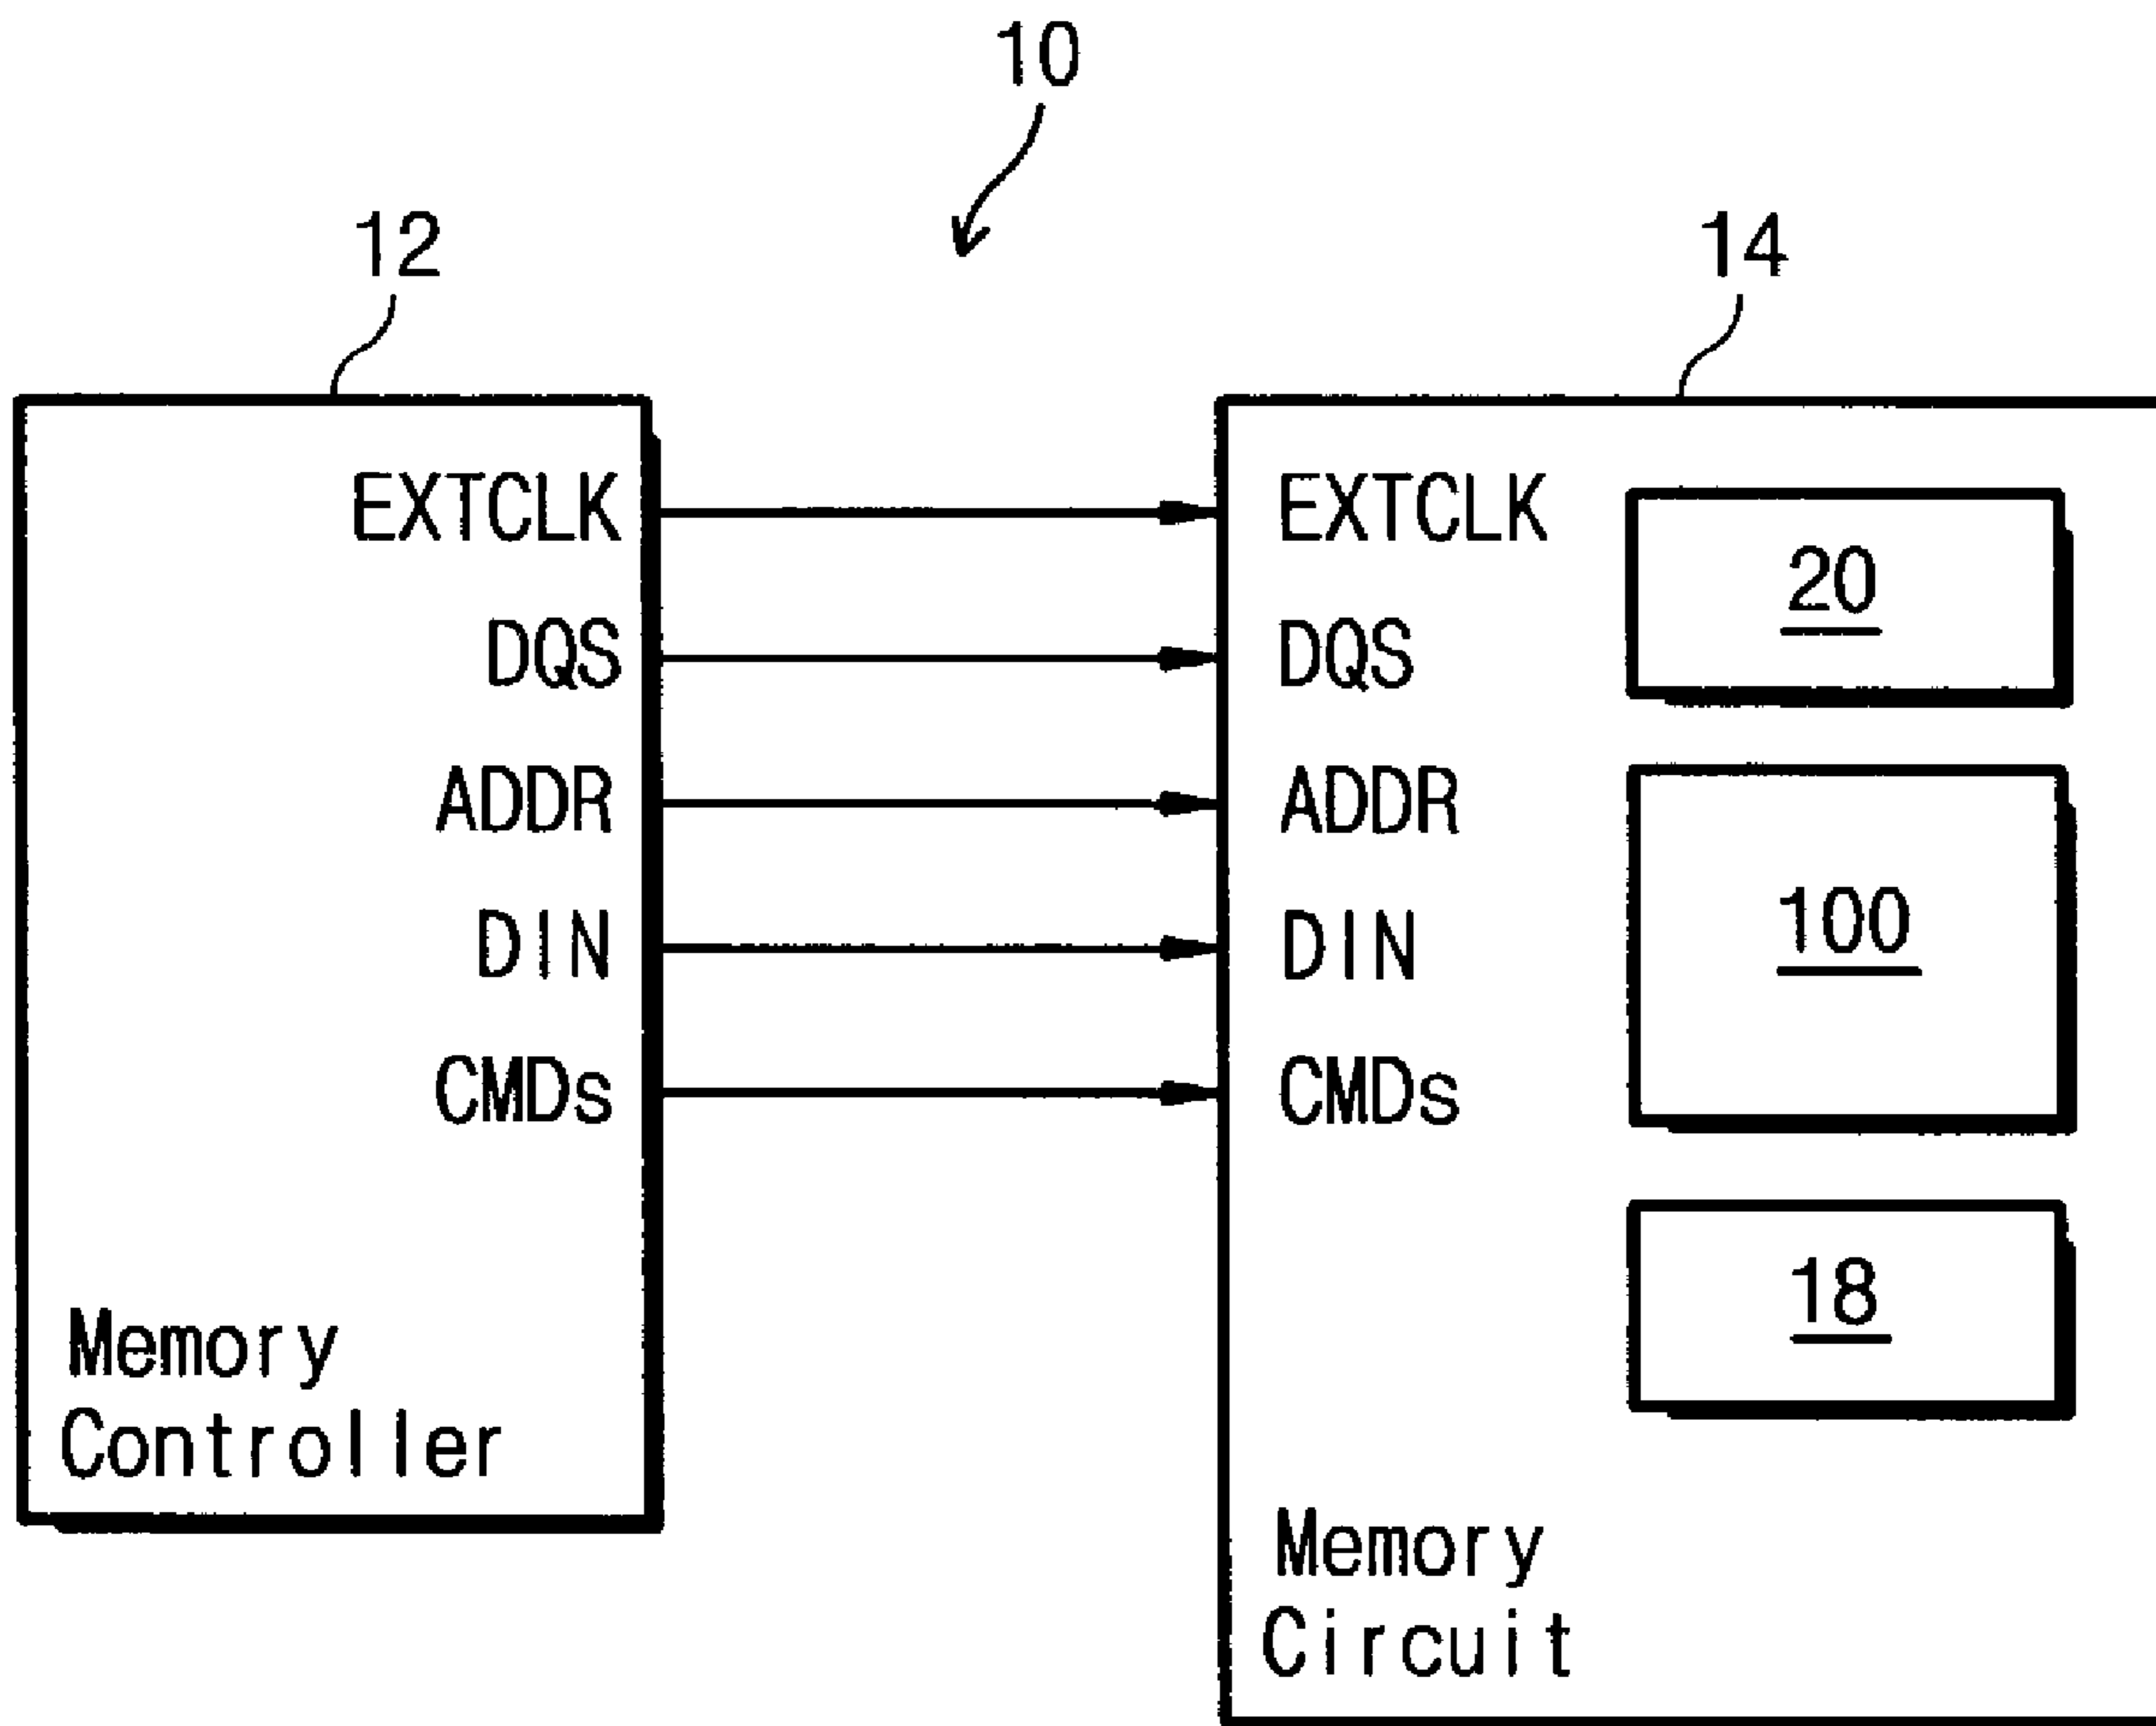 10
12
14
EXTCLK
DQS
ADDR
DIN
CMDs
Memory
Controller
EXTCLK
DQS
ADDR
DIN
CMDs
20
100
18
Memory
Circuit